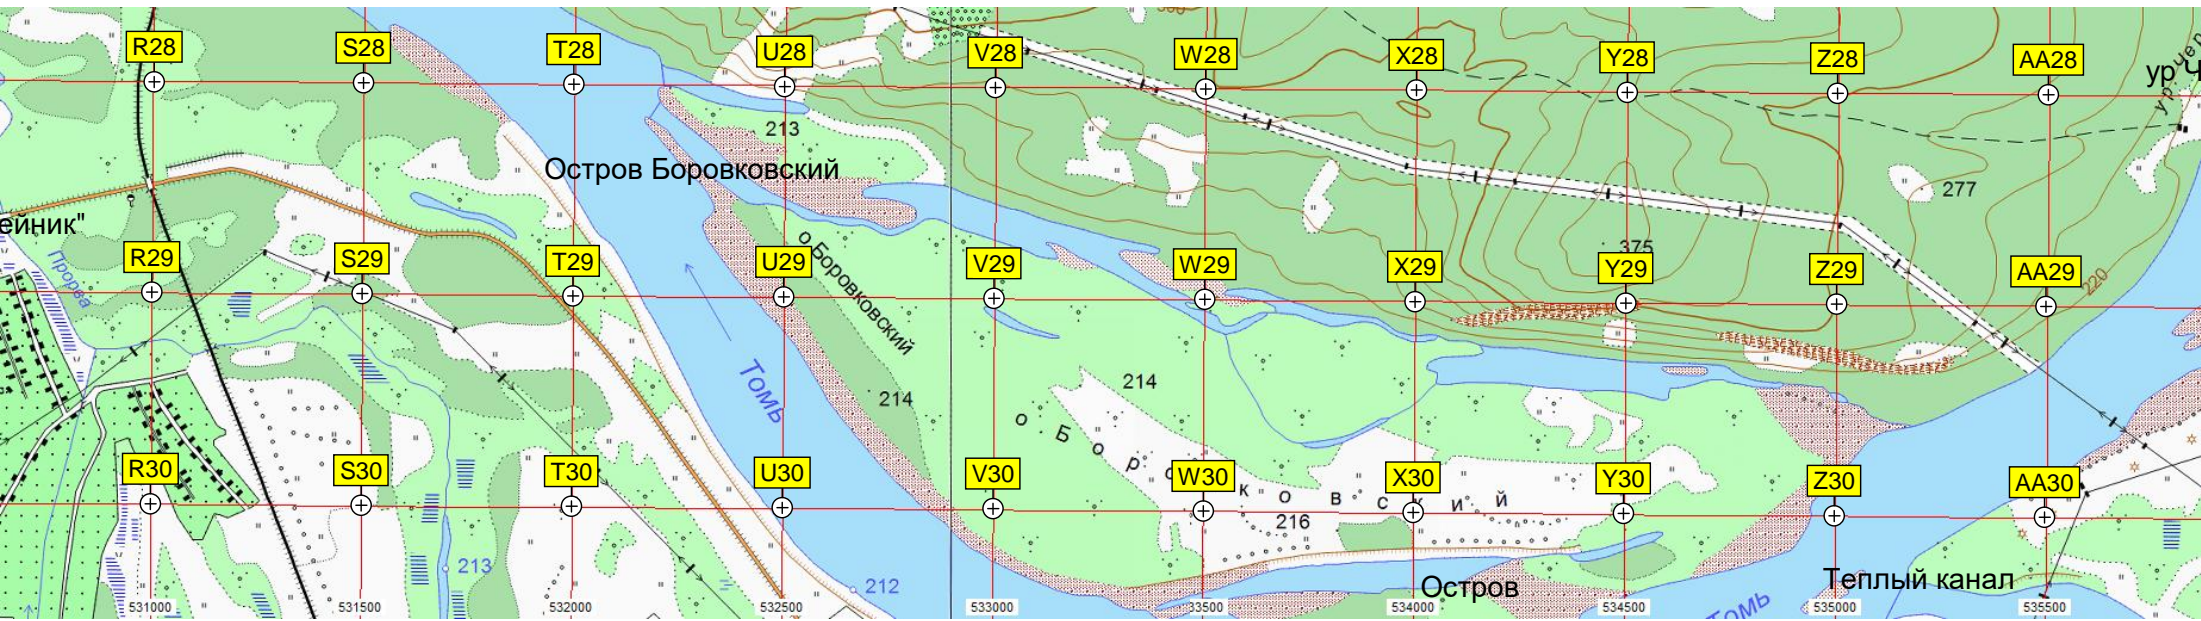 R28
S28
T28
U28
V28
W28
X28
Y28
Z28
AA28
ур
213
Остров Боровковский
277
ейник"
о.Боровковский
375
Прорва
R29
S29
T29
U29
V29
W29
X29
Y29
Z29
AA29
220
Томь
214
214
о. Боровковский
R30
S30
T30
U30
V30
W30
X30
Y30
Z30
AA30
216
213
212
Остров
Теплый канал
Томь
531000
531500
532000
532500
533000
33500
534000
534500
535000
535500